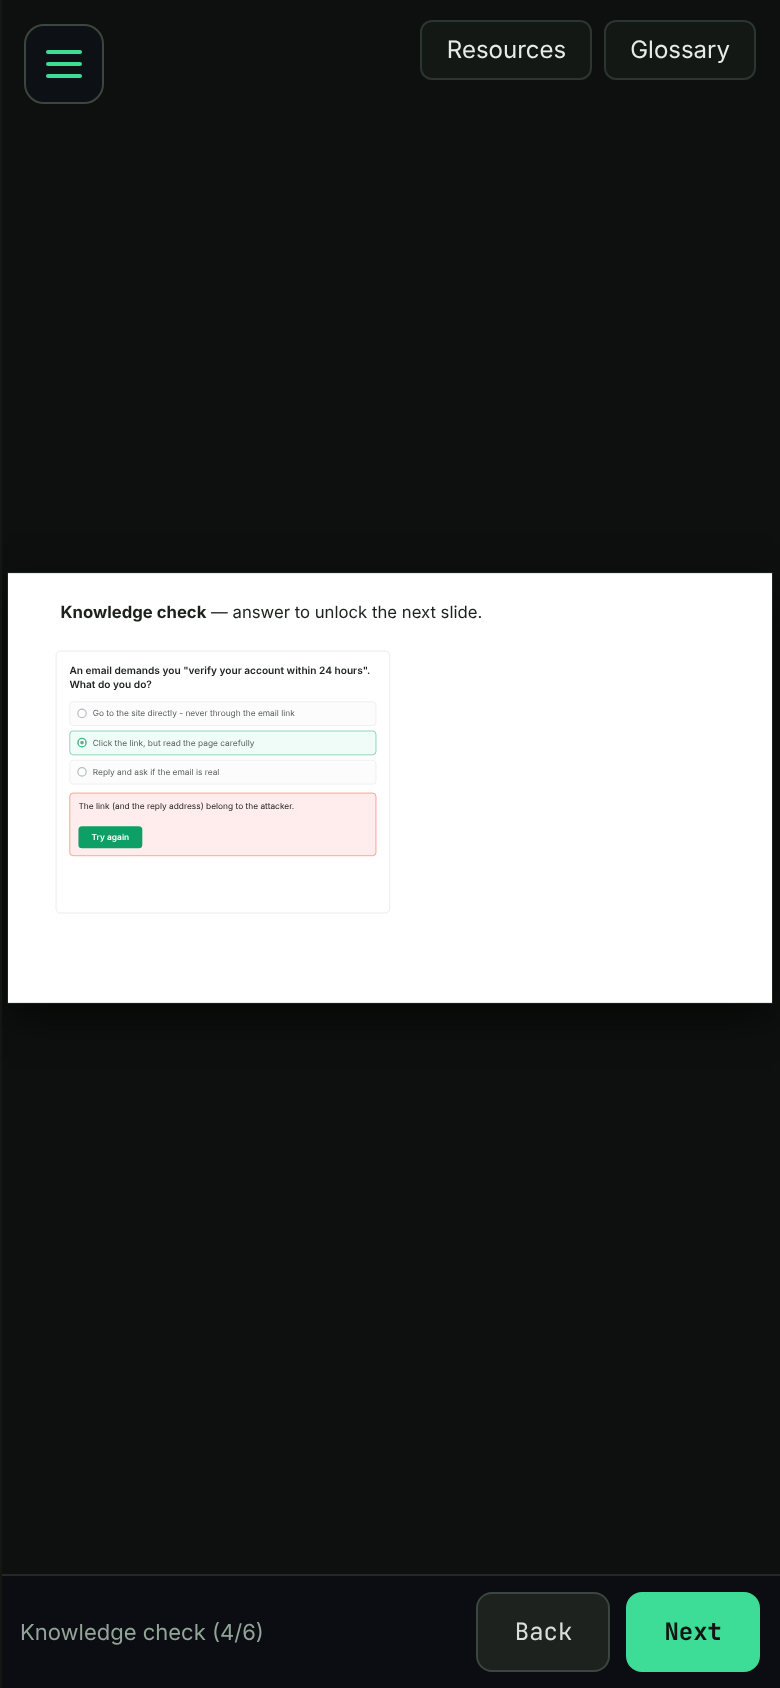 Resources
Glossary
Knowledge check — answer to unlock the next slide.
An email demands you "verify your account within 24 hours".
What do you do?
Go to the site directly - never through the email link
Click the link, but read the page carefully
Reply and ask if the email is real
The link (and the reply address) belong to the attacker.
Try again
Knowledge check (4/6)
Back
Next